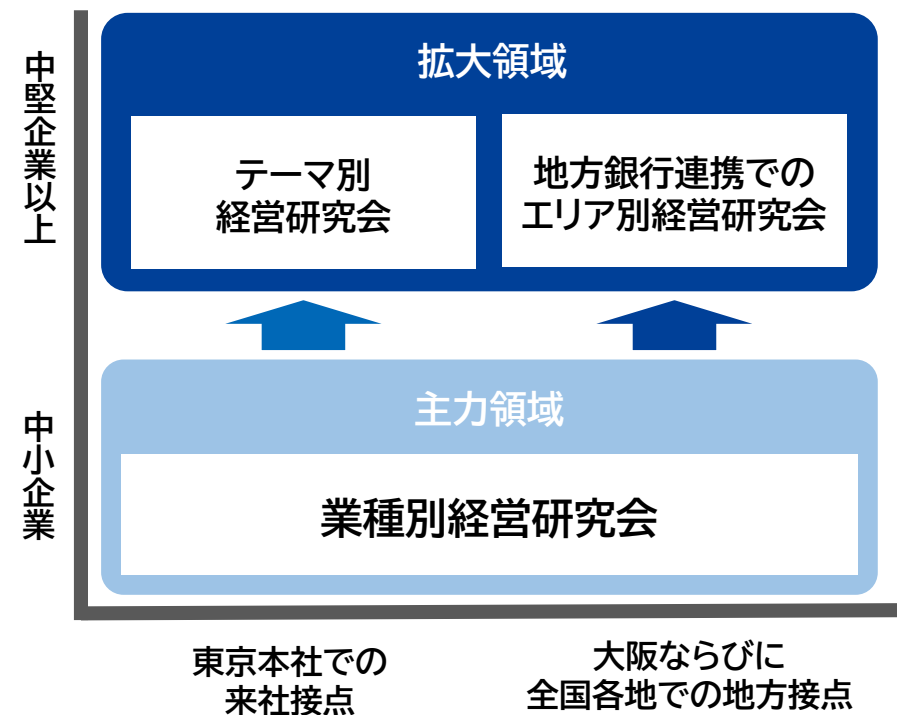 中堅企業以上
拡大領域
テーマ別
経営研究会
地方銀行連携での
エリア別経営研究会
中小企業
主力領域
業種別経営研究会
東京本社での
来社接点
大阪ならびに
全国各地での地方接点